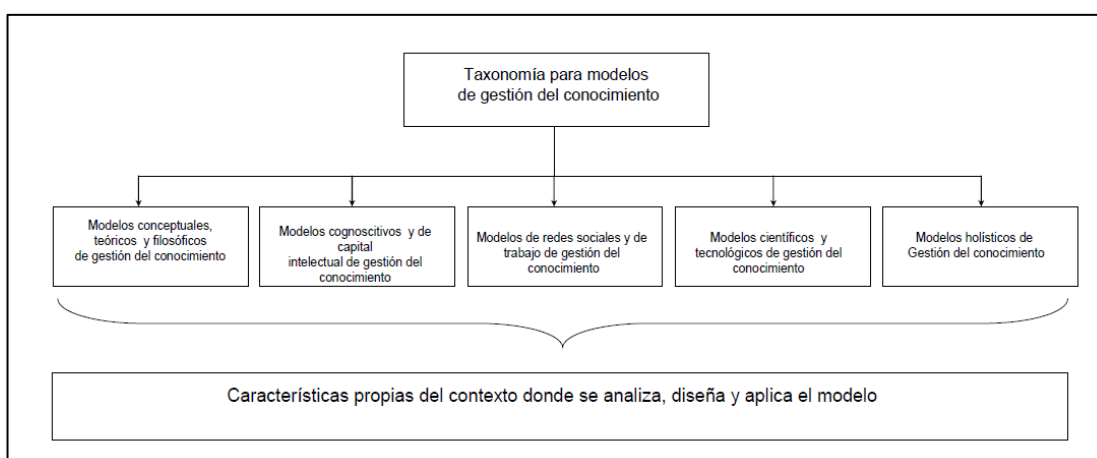 Taxonomía para modelos
de gestión del conocimiento
Modelos conceptuales,
teóricos y filosóficos
de gestión del conocimiento
Modelos cognoscitivos y de
capital
intelectual de gestión del
conocimiento
Modelos de redes sociales y de
trabajo de gestión del
conocimiento
Modelos científicos y
tecnológicos de gestión del
conocimiento
Modelos holísticos de
Gestión del conocimiento
Características propias del contexto donde se analiza, diseña y aplica el modelo